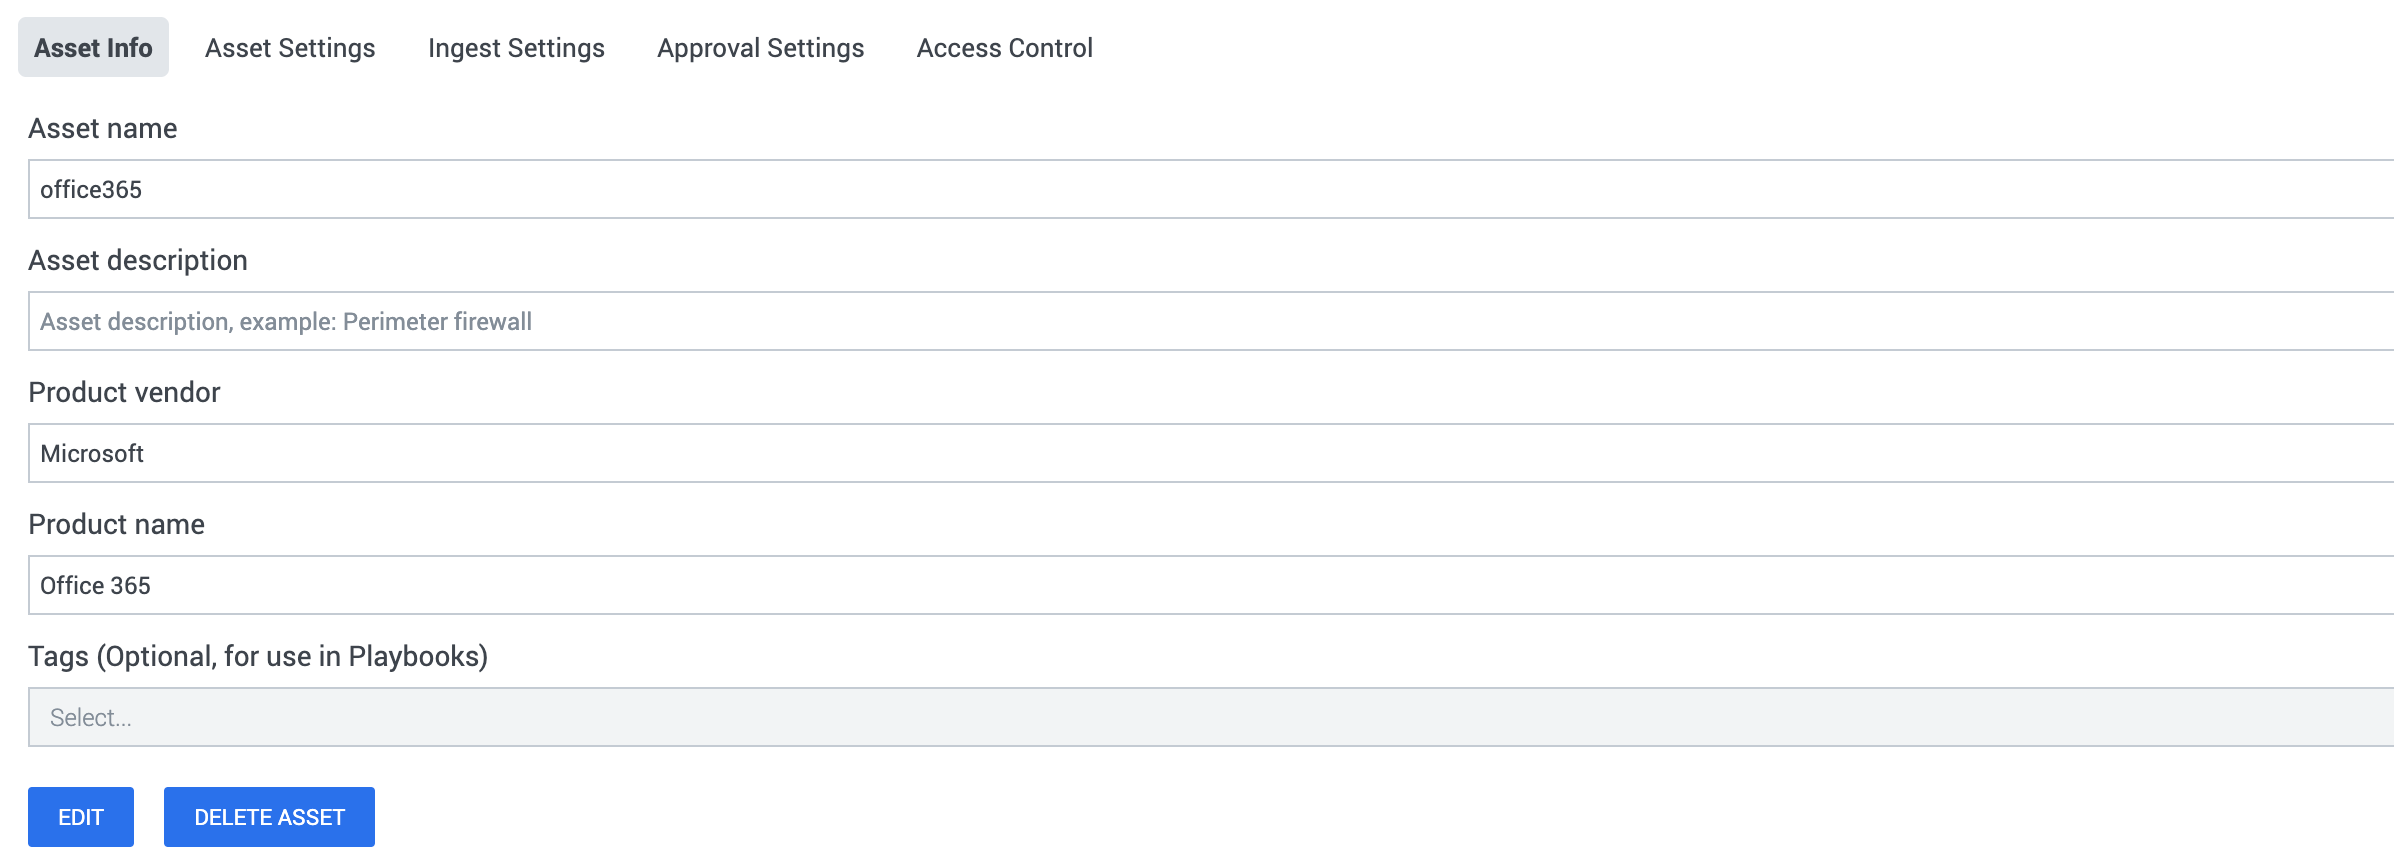 Asset Info Asset Settings Ingest Settings Approval Settings Access Control
Asset name
office365
Asset description
Asset description, example: Perimeter firewall
Product vendor
Microsoft
Product name
Office 365
Tags (Optional, for use in Playbooks)
Select...
EDIT DELETE ASSET